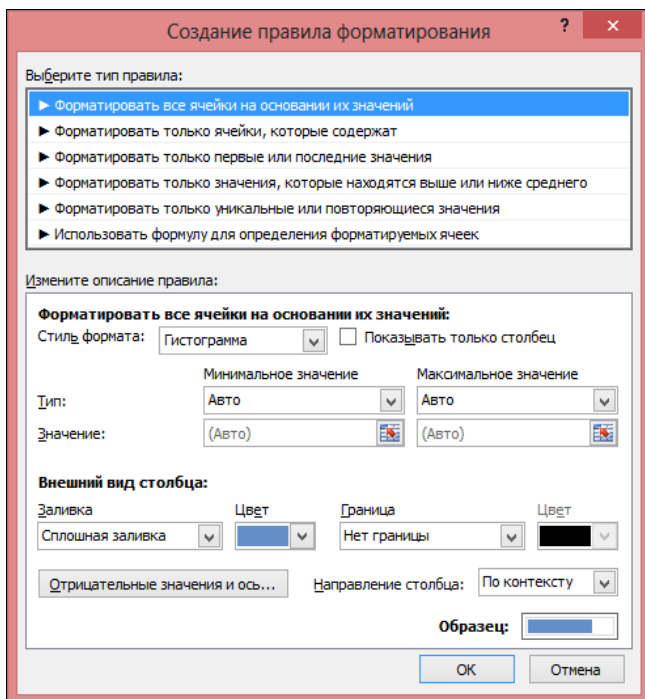 Создание правила форматирования ? ×
Выберите тип правила:
► Форматировать все ячейки на основании их значений
► Форматировать только ячейки, которые содержат
► Форматировать только первые или последние значения
► Форматировать только значения, которые находятся выше или ниже среднего
► Форматировать только уникальные или повторяющиеся значения
► Использовать формулу для определения форматируемых ячеек
Измените описание правила:
Форматировать все ячейки на основании их значений:
Стиль формата: Гистограмма Показывать только столбец
Минимальное значение Максимальное значение
Тип: Авто Авто
Значение: (Авто) (Авто)
Внешний вид столбца:
Заливка Цвет Граница Цвет
Сплошная заливка Нет границы
Отрицательные значения и ось... Направление столбца: По контексту
Образец:
ОК Отмена